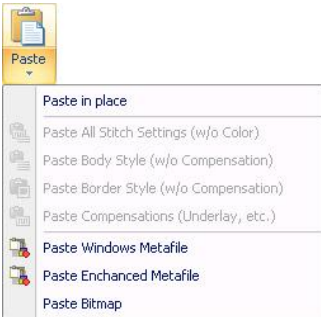 Paste
Paste in place
Paste All Stitch Settings (w/o Color)
Paste Body Style (w/o Compensation)
Paste Border Style (w/o Compensation)
Paste Compensations (Underlay, etc.)
Paste Windows Metafile
Paste Enchanced Metafile
Paste Bitmap